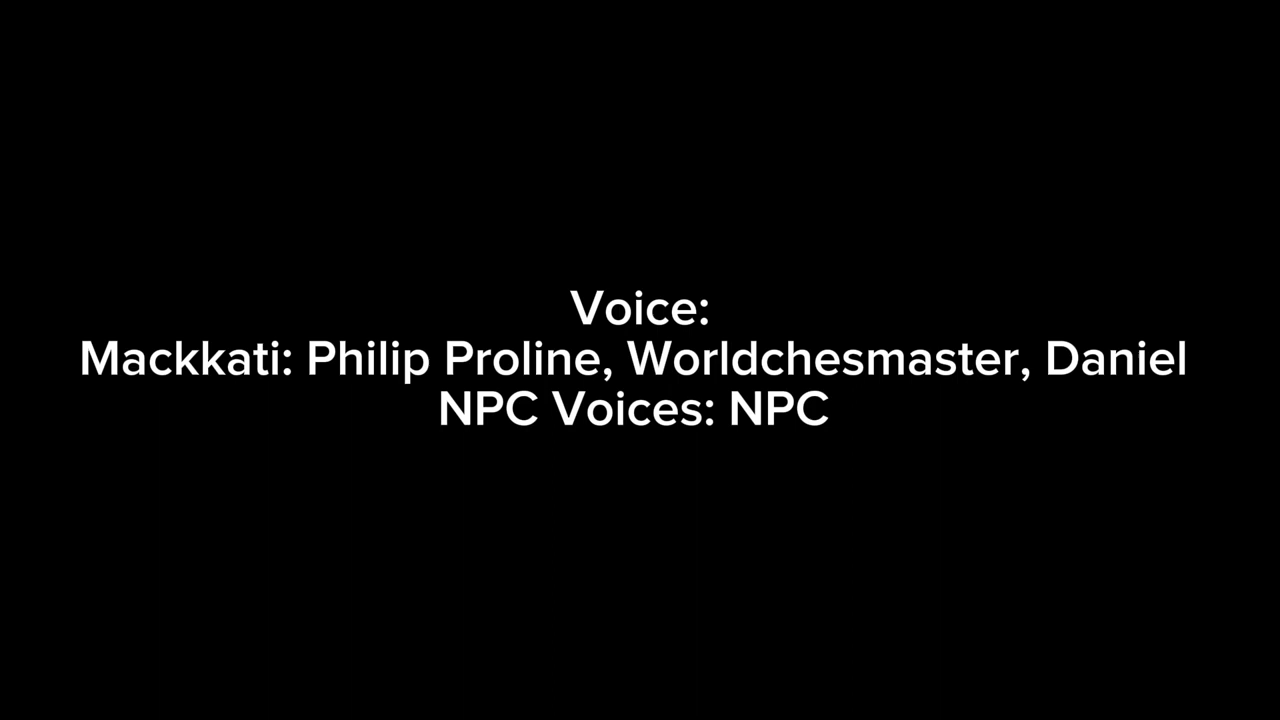 Voice:
Mackkati: Philip Proline, Worldchesmaster, Daniel
NPC Voices: NPC